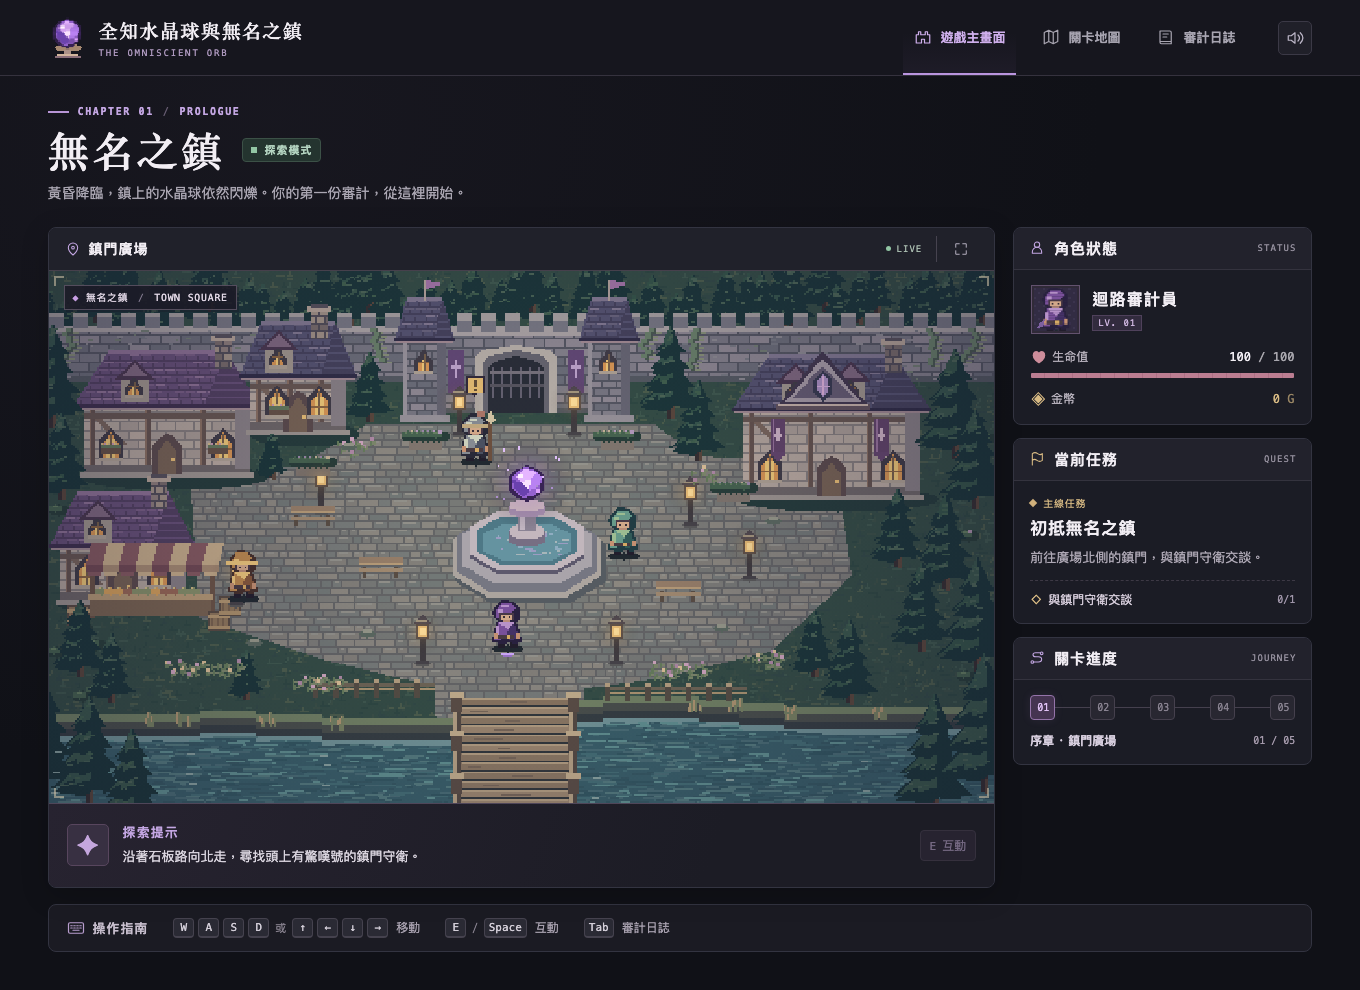 全知水晶球與無名之鎮
THE OMNISCIENT ORB
遊戲主畫面
關卡地圖
審計日誌
CHAPTER 01 / PROLOGUE
無名之鎮
探索模式
黃昏降臨，鎮上的水晶球依然閃爍。你的第一份審計，從這裡開始。
鎮門廣場
LIVE
無名之鎮 / TOWN SQUARE
!
探索提示
沿著石板路向北走，尋找頭上有驚嘆號的鎮門守衛。
E 互動
角色狀態
STATUS
迴路審計員
LV. 01
生命值
100 / 100
金幣
0 G
當前任務
QUEST
主線任務
初抵無名之鎮
前往廣場北側的鎮門，與鎮門守衛交談。
與鎮門守衛交談
0/1
關卡進度
JOURNEY
01 02 03 04 05
序章 · 鎮門廣場
01 / 05
操作指南
W A S D 或 ↑ ← ↓ → 移動
E / Space 互動
Tab 審計日誌